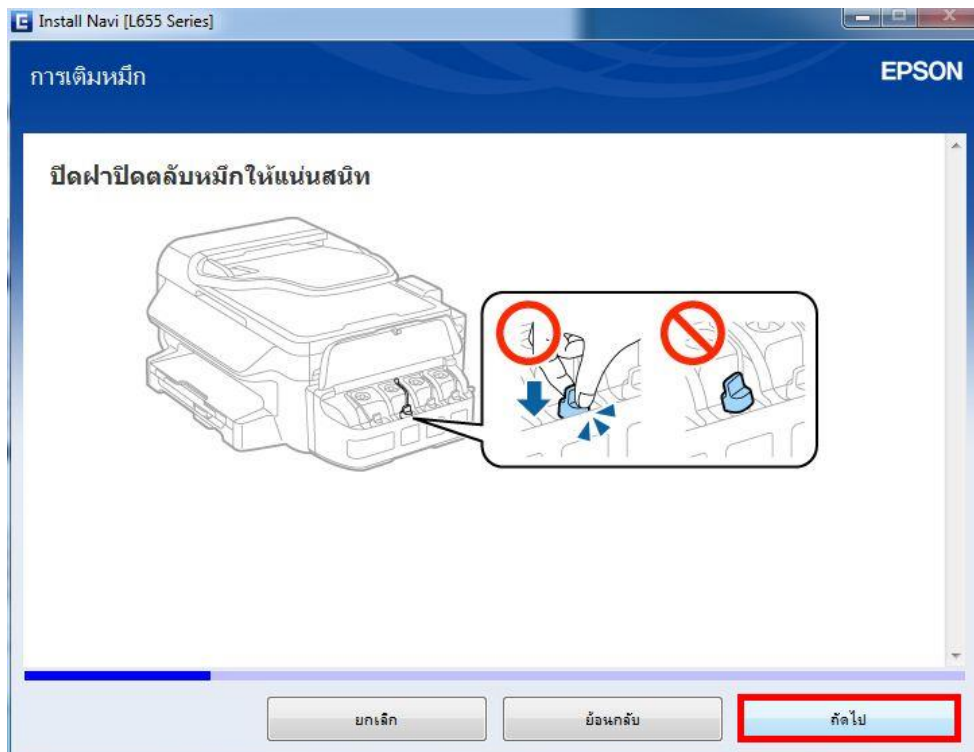 Install Navi [L655 Series]
การเติมหมึก
EPSON
ปิดฝาปิดตลับหมึกให้แน่นสนิท
ยกเลิก
ย้อนกลับ
ถัดไป